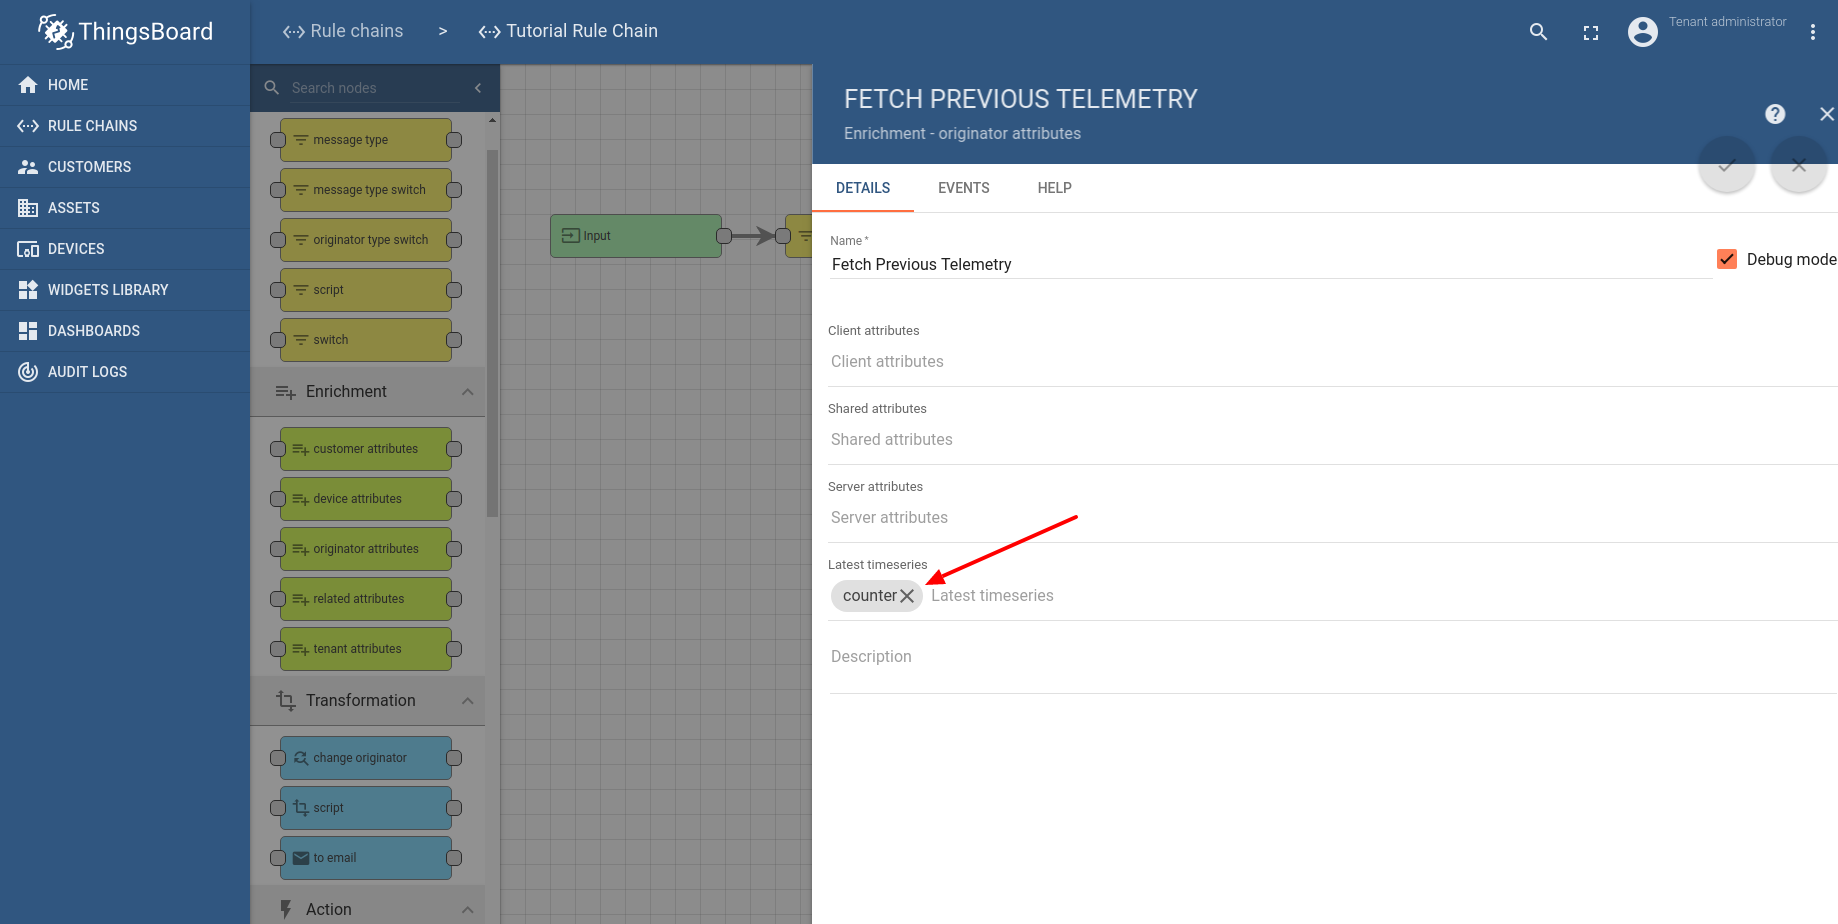 ThingsBoard
Rule chains > Tutorial Rule Chain
Tenant administrator
HOME
RULE CHAINS
CUSTOMERS
ASSETS
DEVICES
WIDGETS LIBRARY
DASHBOARDS
AUDIT LOGS
Search nodes
message type
message type switch
originator type switch
script
switch
Enrichment
customer attributes
device attributes
originator attributes
related attributes
tenant attributes
Transformation
change originator
script
to email
Action
Input
FETCH PREVIOUS TELEMETRY
Enrichment - originator attributes
DETAILS EVENTS HELP
Name *
Fetch Previous Telemetry
Debug mode
Client attributes
Client attributes
Shared attributes
Shared attributes
Server attributes
Server attributes
Latest timeseries
counter Latest timeseries
Description